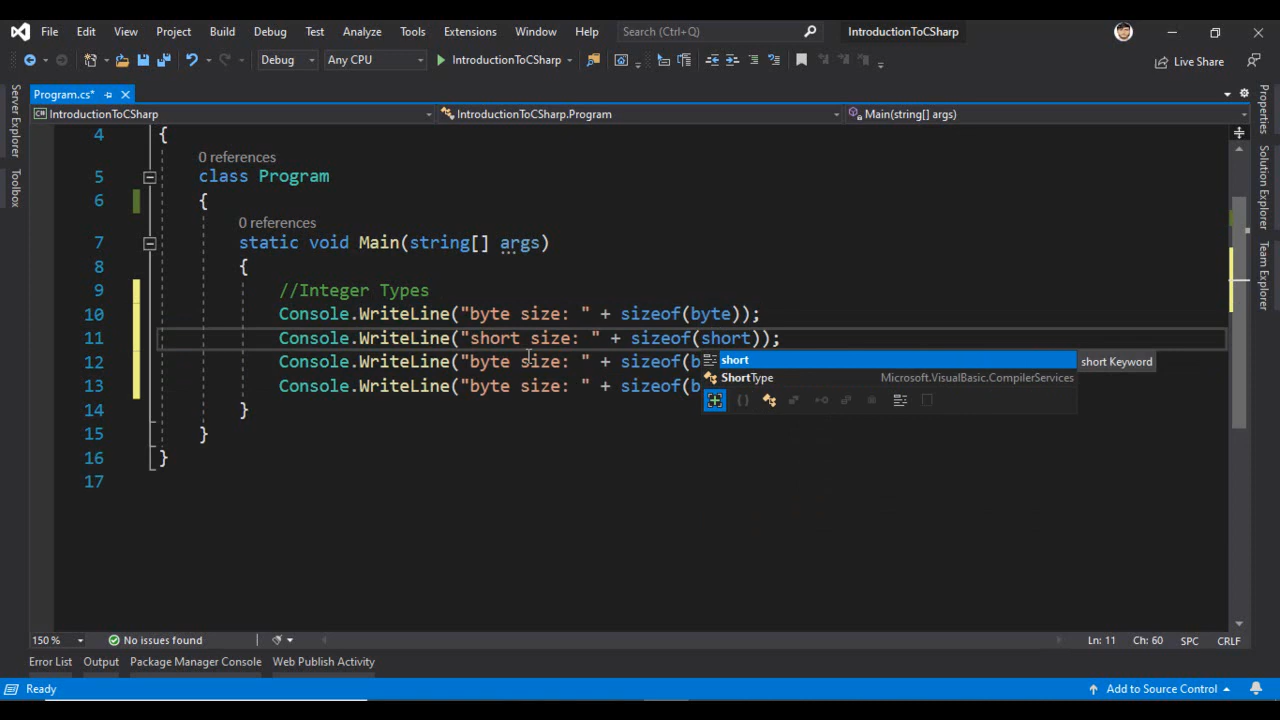 File Edit View Project Build Debug Test Analyze Tools Extensions Window Help Search (Ctrl+Q) IntroductionToCSharp
Debug Any CPU IntroductionToCSharp Live Share
Program.cs*
IntroductionToCSharp IntroductionToCSharp.Program Main(string[] args)
Server Explorer
Toolbox
Properties
Solution Explorer
Team Explorer
4 {
0 references
5 class Program
6 {
0 references
7 static void Main(string[] args)
8 {
9 //Integer Types
10 Console.WriteLine("byte size: " + sizeof(byte));
11 Console.WriteLine("short size: " + sizeof(short));
12 Console.WriteLine("byte size: " + sizeof(b
13 Console.WriteLine("byte size: " + sizeof(b
short
short Keyword
ShortType Microsoft.VisualBasic.CompilerServices
14 }
15 }
16 }
17
150 % No issues found Ln: 11 Ch: 60 SPC CRLF
Error List Output Package Manager Console Web Publish Activity
Ready Add to Source Control